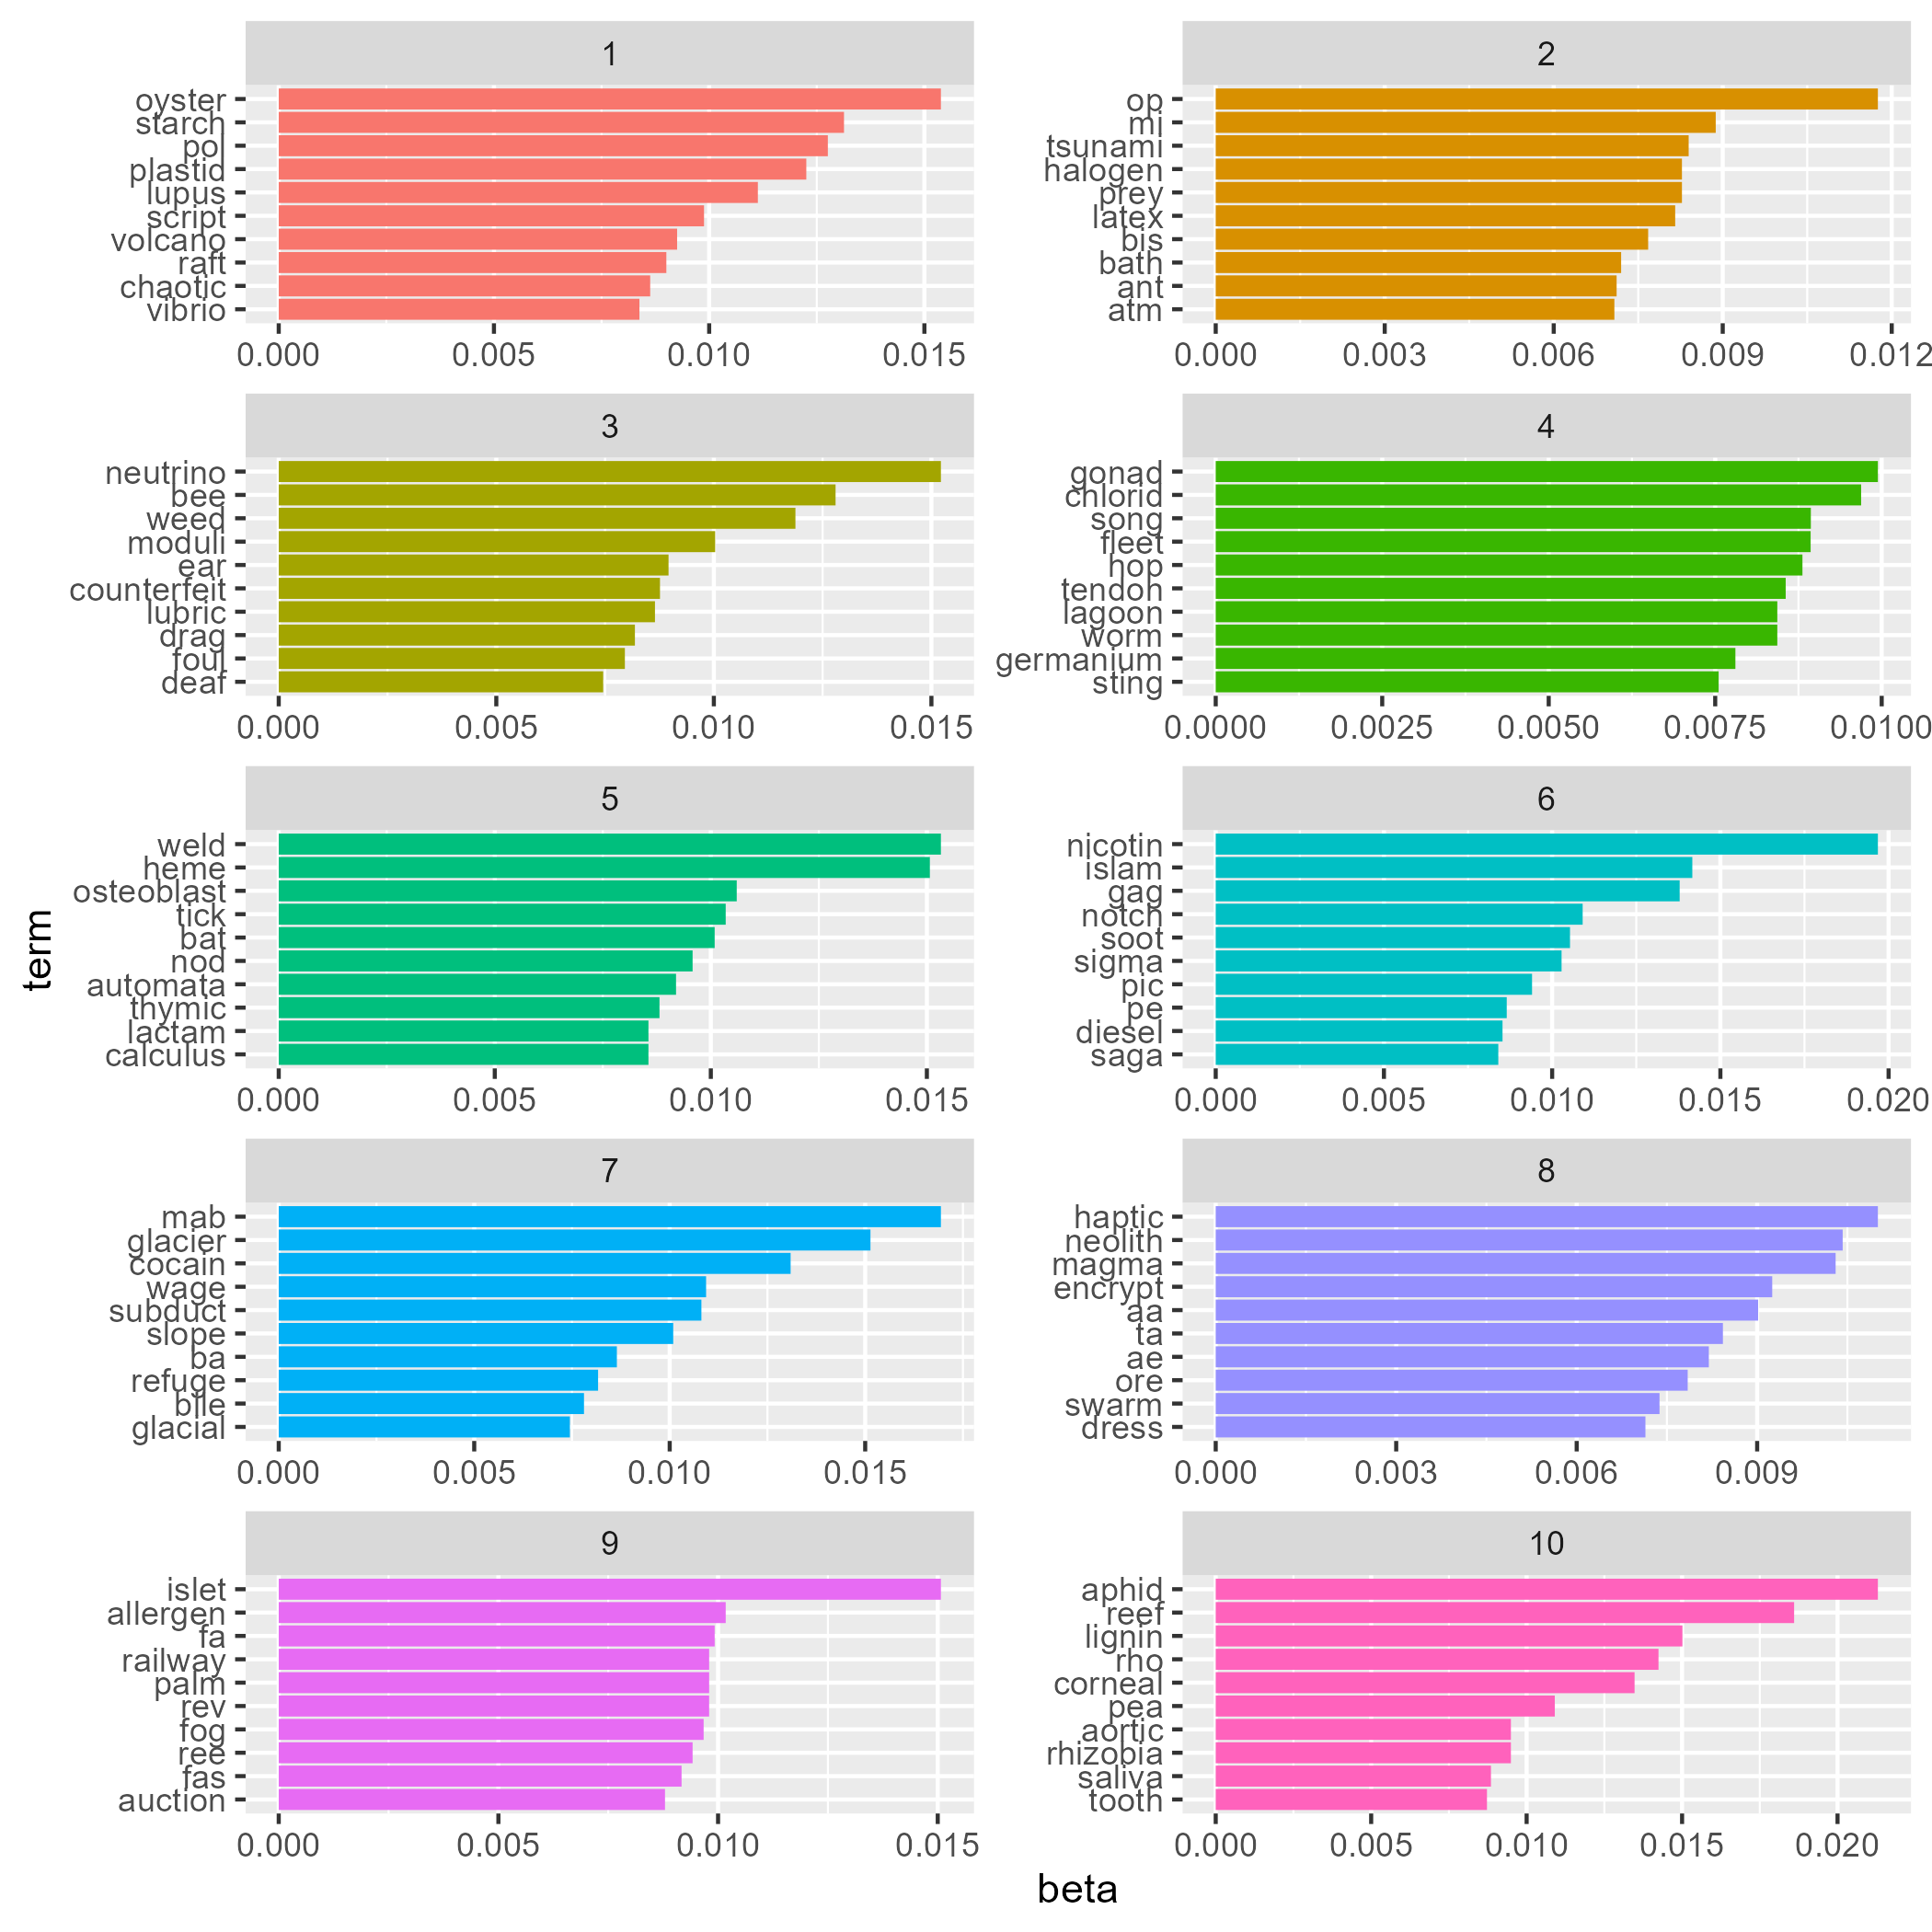 1
oyster
starch
pol
plastid
lupus
script
volcano
raft
chaotic
vibrio
0.000 0.005 0.010 0.015
2
op
mj
tsunami
halogen
prey
latex
bis
bath
ant
atm
0.000 0.003 0.006 0.009 0.012
3
neutrino
bee
weed
moduli
ear
counterfeit
lubric
drag
foul
deaf
0.000 0.005 0.010 0.015
4
gonad
chlorid
song
fleet
hop
tendon
lagoon
worm
germanium
sting
0.0000 0.0025 0.0050 0.0075 0.0100
5
weld
heme
osteoblast
tick
bat
nod
automata
thymic
lactam
calculus
0.000 0.005 0.010 0.015
6
nicotin
islam
gag
notch
soot
sigma
pic
pe
diesel
saga
0.000 0.005 0.010 0.015 0.020
7
mab
glacier
cocain
wage
subduct
slope
ba
refuge
bile
glacial
0.000 0.005 0.010 0.015
8
haptic
neolith
magma
encrypt
aa
ta
ae
ore
swarm
dress
0.000 0.003 0.006 0.009
9
islet
allergen
fa
railway
palm
rev
fog
ree
fas
auction
0.000 0.005 0.010 0.015
10
aphid
reef
lignin
rho
corneal
pea
aortic
rhizobia
saliva
tooth
0.000 0.005 0.010 0.015 0.020
term
beta